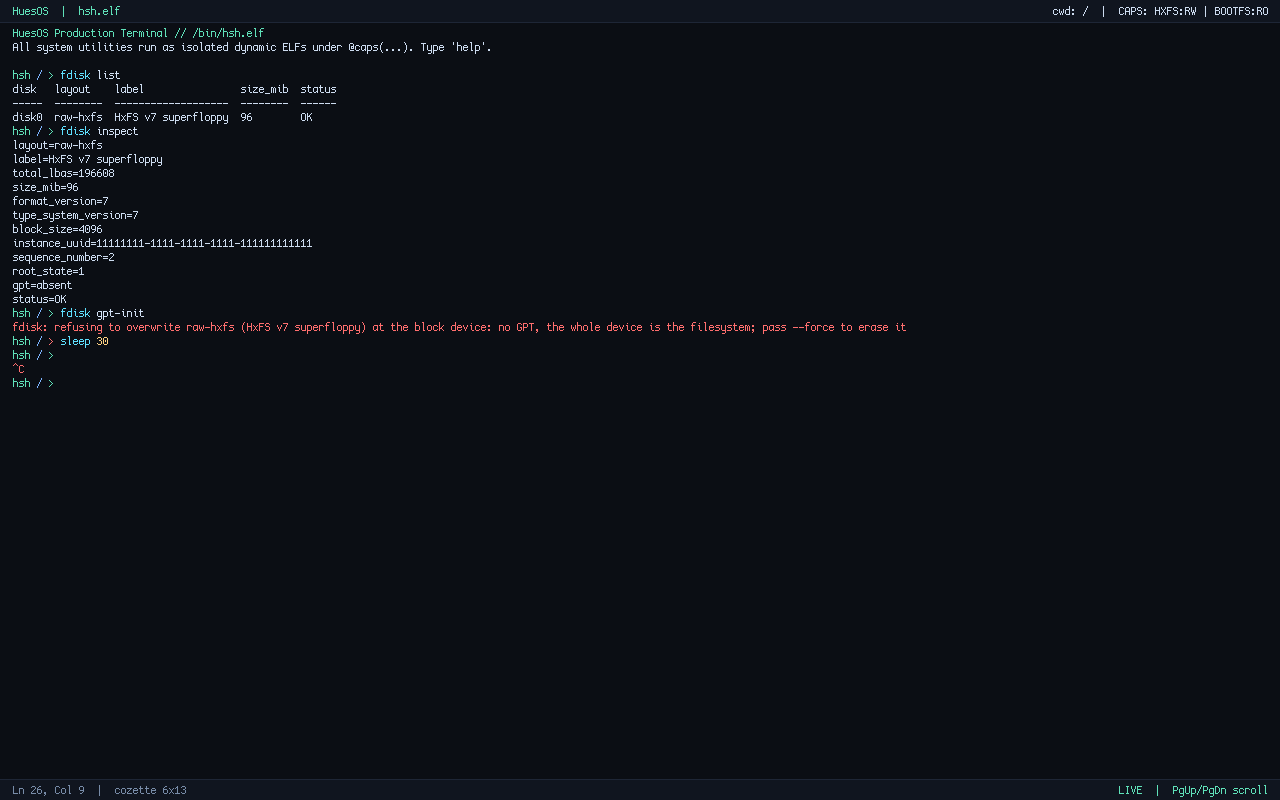 HuesOS | hsh.elf cwd: / | CAPS: HXFS:RW | BOOTFS:RO
HuesOS Production Terminal // /bin/hsh.elf
All system utilities run as isolated dynamic ELFs under @caps(...). Type 'help'.
hsh / > fdisk list
disk layout label size_mib status
----- -------- ------------------- -------- ------
disk0 raw-hxfs HxFS v7 superfloppy 96 OK
hsh / > fdisk inspect
layout=raw-hxfs
label=HxFS v7 superfloppy
total_lbas=196608
size_mib=96
format_version=7
type_system_version=7
block_size=4096
instance_uuid=11111111-1111-1111-1111-111111111111
sequence_number=2
root_state=1
gpt=absent
status=OK
hsh / > fdisk gpt-init
fdisk: refusing to overwrite raw-hxfs (HxFS v7 superfloppy) at the block device: no GPT, the whole device is the filesystem; pass --force to erase it
hsh / > sleep 30
hsh / >
^C
hsh / >
Ln 26, Col 9 | cozette 6x13 LIVE | PgUp/PgDn scroll